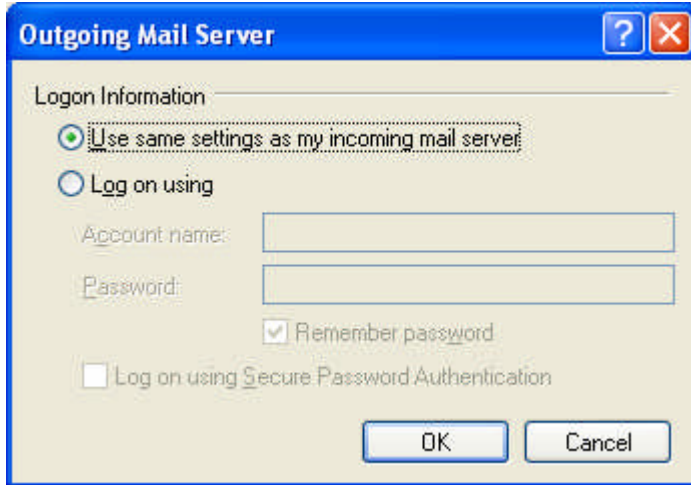 Outgoing Mail Server
Logon Information
Use same settings as my incoming mail server
Log on using
Account name:
Password:
Remember password
Log on using Secure Password Authentication
OK Cancel